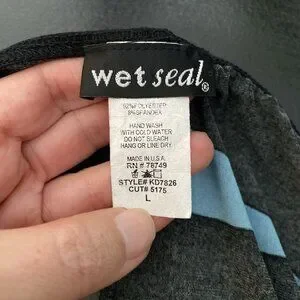 wet seal®
92% POLYESTER
8% SPANDEX
HAND WASH
WITH COLD WATER
DO NOT BLEACH
HANG OR LINE DRY
MADE IN U.S.A.
RN # 78749
STYLE# KD7826
CUT# 5175
L